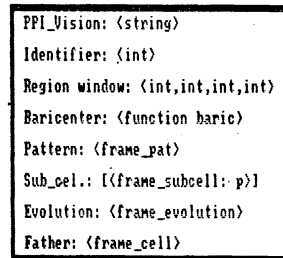 PPI_Vision: <string>
Identifier: <int>
Region window: <int,int,int,int>
Baricenter: <function baric>
Pattern: <frame_pat>
Sub_cel.: [<frame_subcell: p>]
Evolution: <frame_evolution>
Father: <frame_cell>